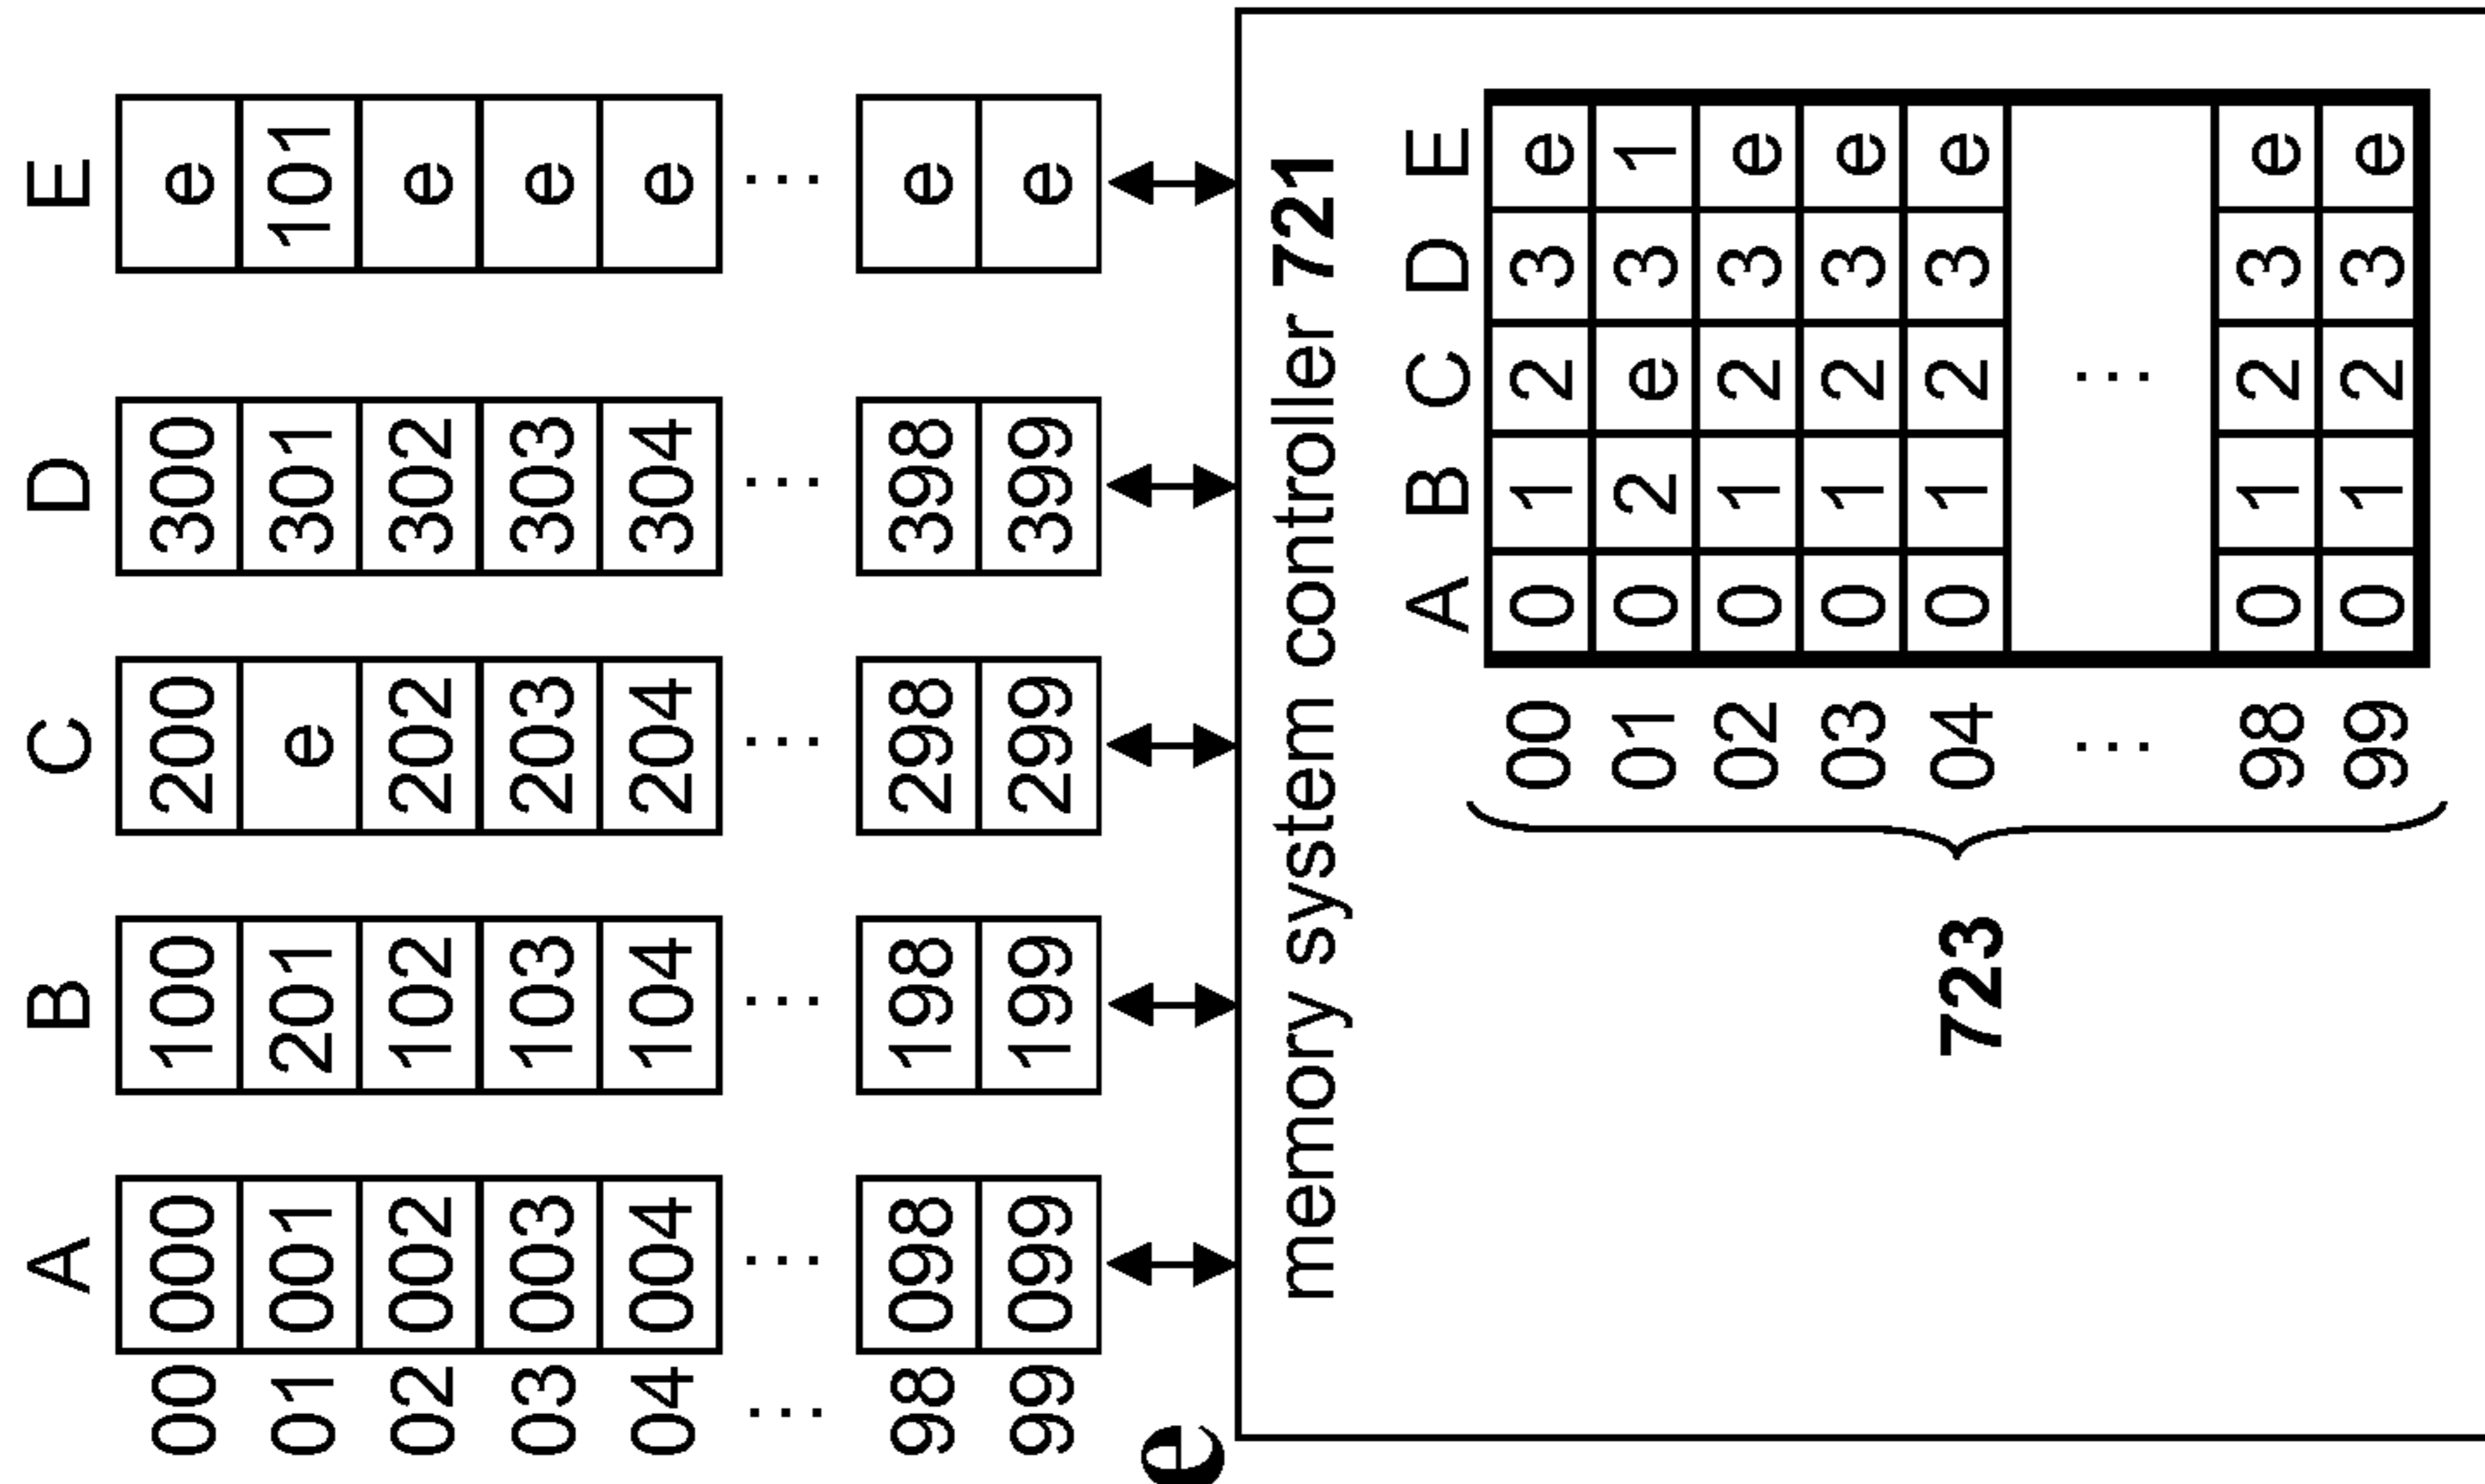 A B C D E
00 000 100 200 300 e
01 001 201 e 301 101
02 002 102 202 302 e
03 003 103 203 303 e
04 004 104 204 304 e
... ... ... ... ... ...
98 098 198 298 398 e
99 099 199 299 399 e
e
memory system controller 721
A B C D E
00 0 1 2 3 e
01 0 2 e 3 1
02 0 1 2 3 e
03 0 1 2 3 e
04 0 1 2 3 e
723 ... ...
98 0 1 2 3 e
99 0 1 2 3 e